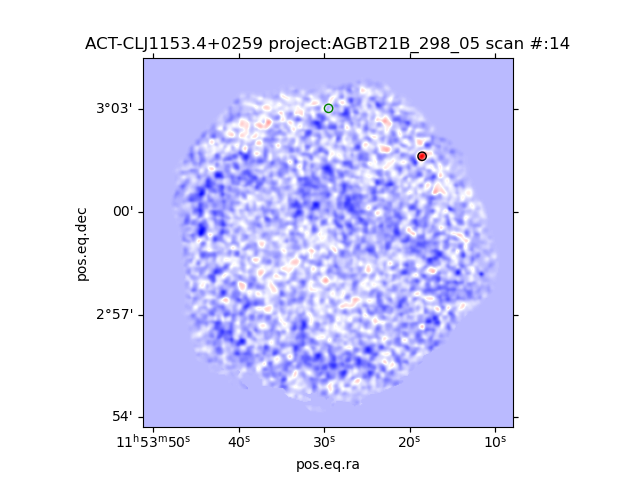 ACT-CLJ1153.4+0259 project:AGBT21B_298_05 scan #:14
3°03'
00'
2°57'
54'
pos.eq.dec
11ʰ53ᵐ50ˢ 40ˢ 30ˢ 20ˢ 10ˢ
pos.eq.ra